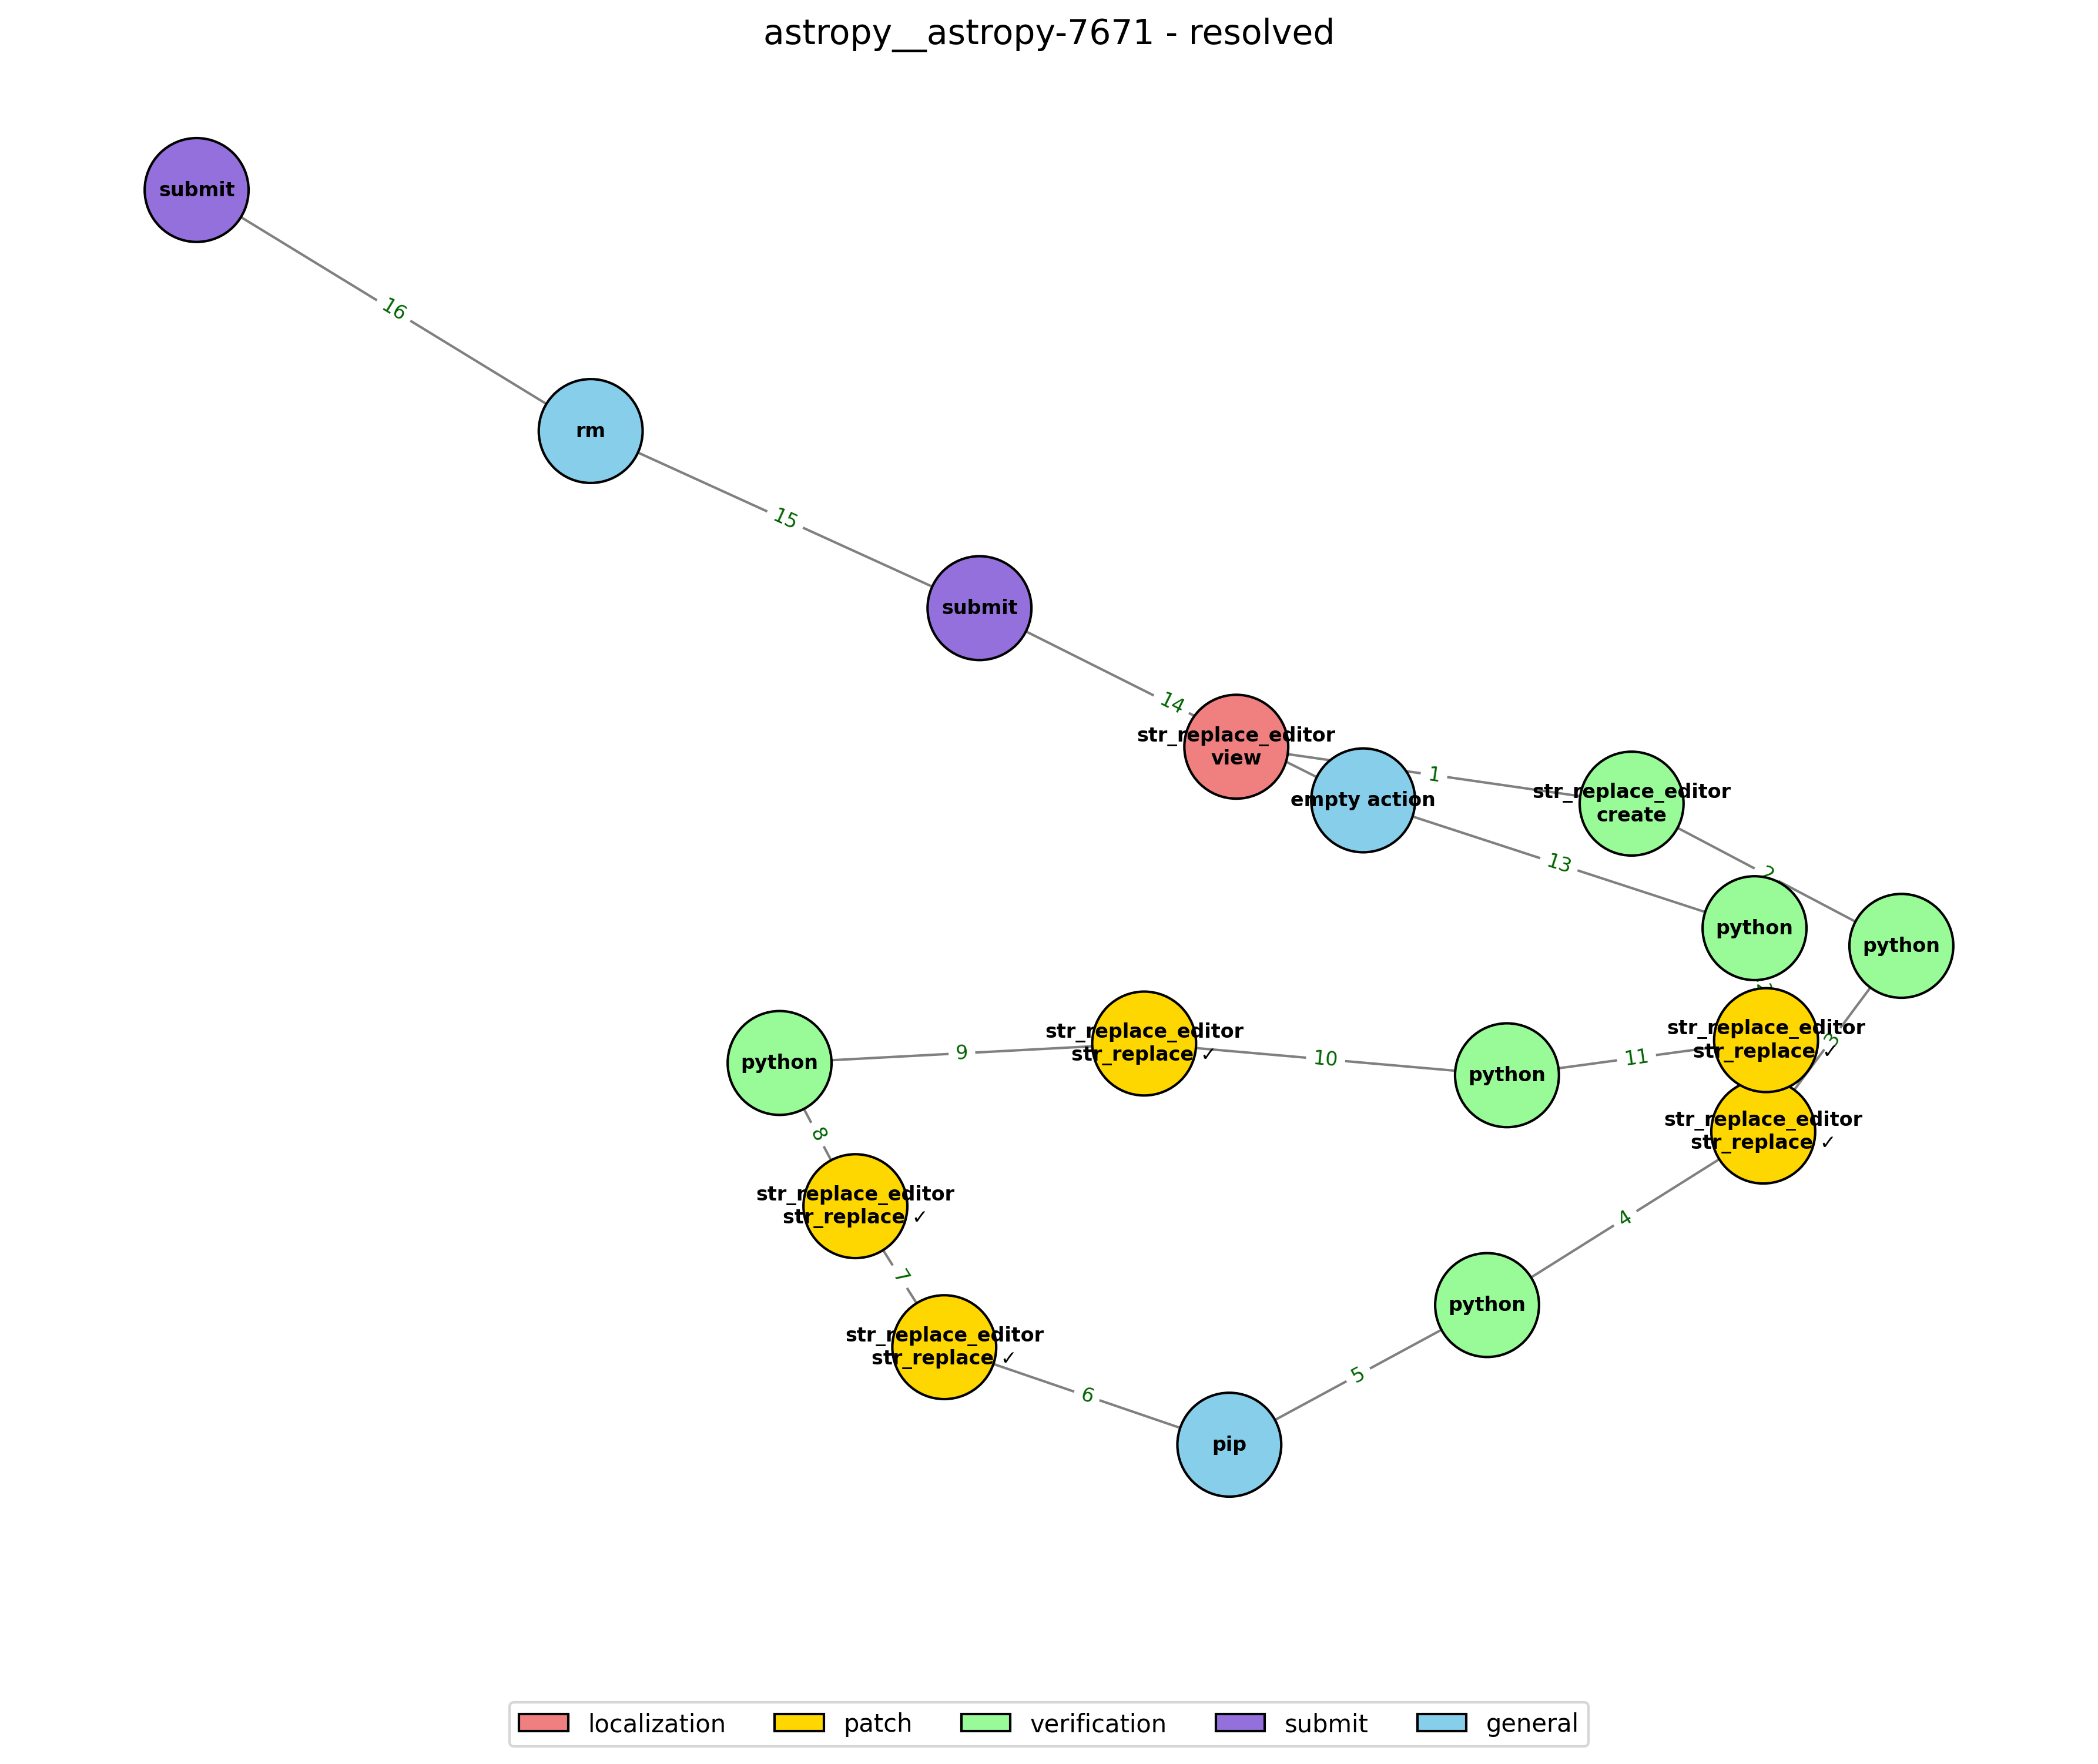 astropy__astropy-7671 - resolved
submit
16
rm
15
submit
14
str_replace_editor
view
1
empty action
str_replace_editor
create
13
2
python
python
str_replace_editor
str_replace ✓
3
python
9
str_replace_editor
str_replace ✓
10
python
11
str_replace_editor
str_replace ✓
8
str_replace_editor
str_replace ✓
4
7
python
str_replace_editor
str_replace ✓
6
5
pip
localization
patch
verification
submit
general